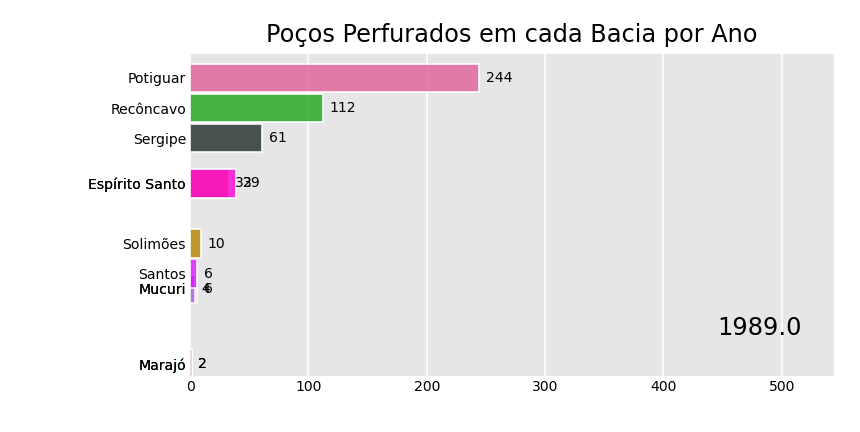 Poços Perfurados em cada Bacia por Ano
Potiguar 244
Recôncavo 112
Sergipe 61
Espírito Santo 39
Solimões 10
Santos 6
Mucuri
1989.0
Marajó 2
0 100 200 300 400 500